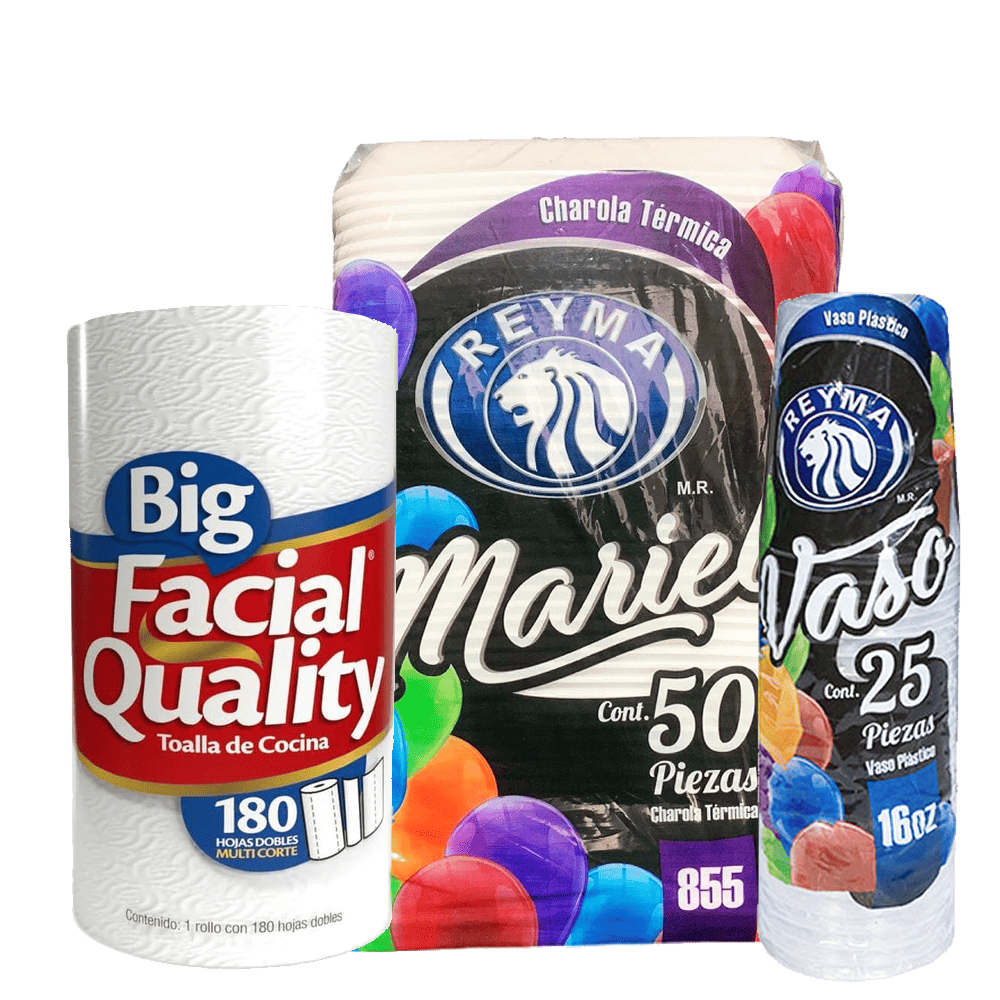 Big
Facial®
Quality
Toalla de Cocina
180
HOJAS DOBLES
MULTI CORTE
Contenido: 1 rollo con 180 hojas dobles
Charola Térmica
REYMA
M.R.
Mariel
Cont. 50
Piezas
Charola Térmica
855
Vaso Plástico
REYMA
M.R.
Vaso
Cont. 25
Piezas
Vaso Plástico
16oz